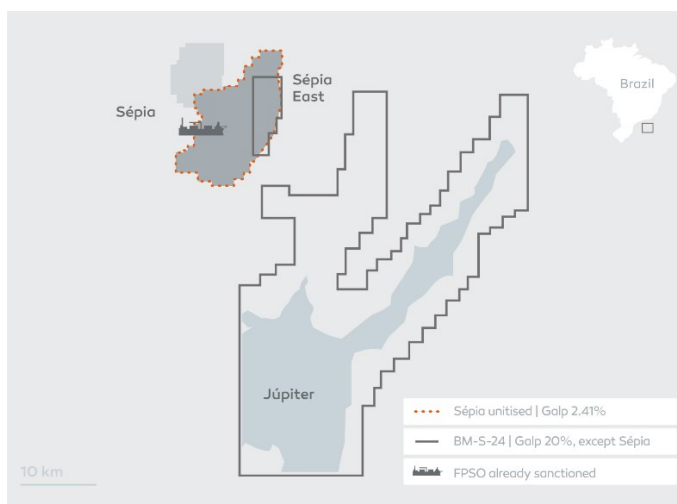 Sépia
East
Brazil
Sépia
Júpiter
Sépia unitised | Galp 2.41%
BM-S-24 | Galp 20%, except Sépia
FPSO already sanctioned
10 km